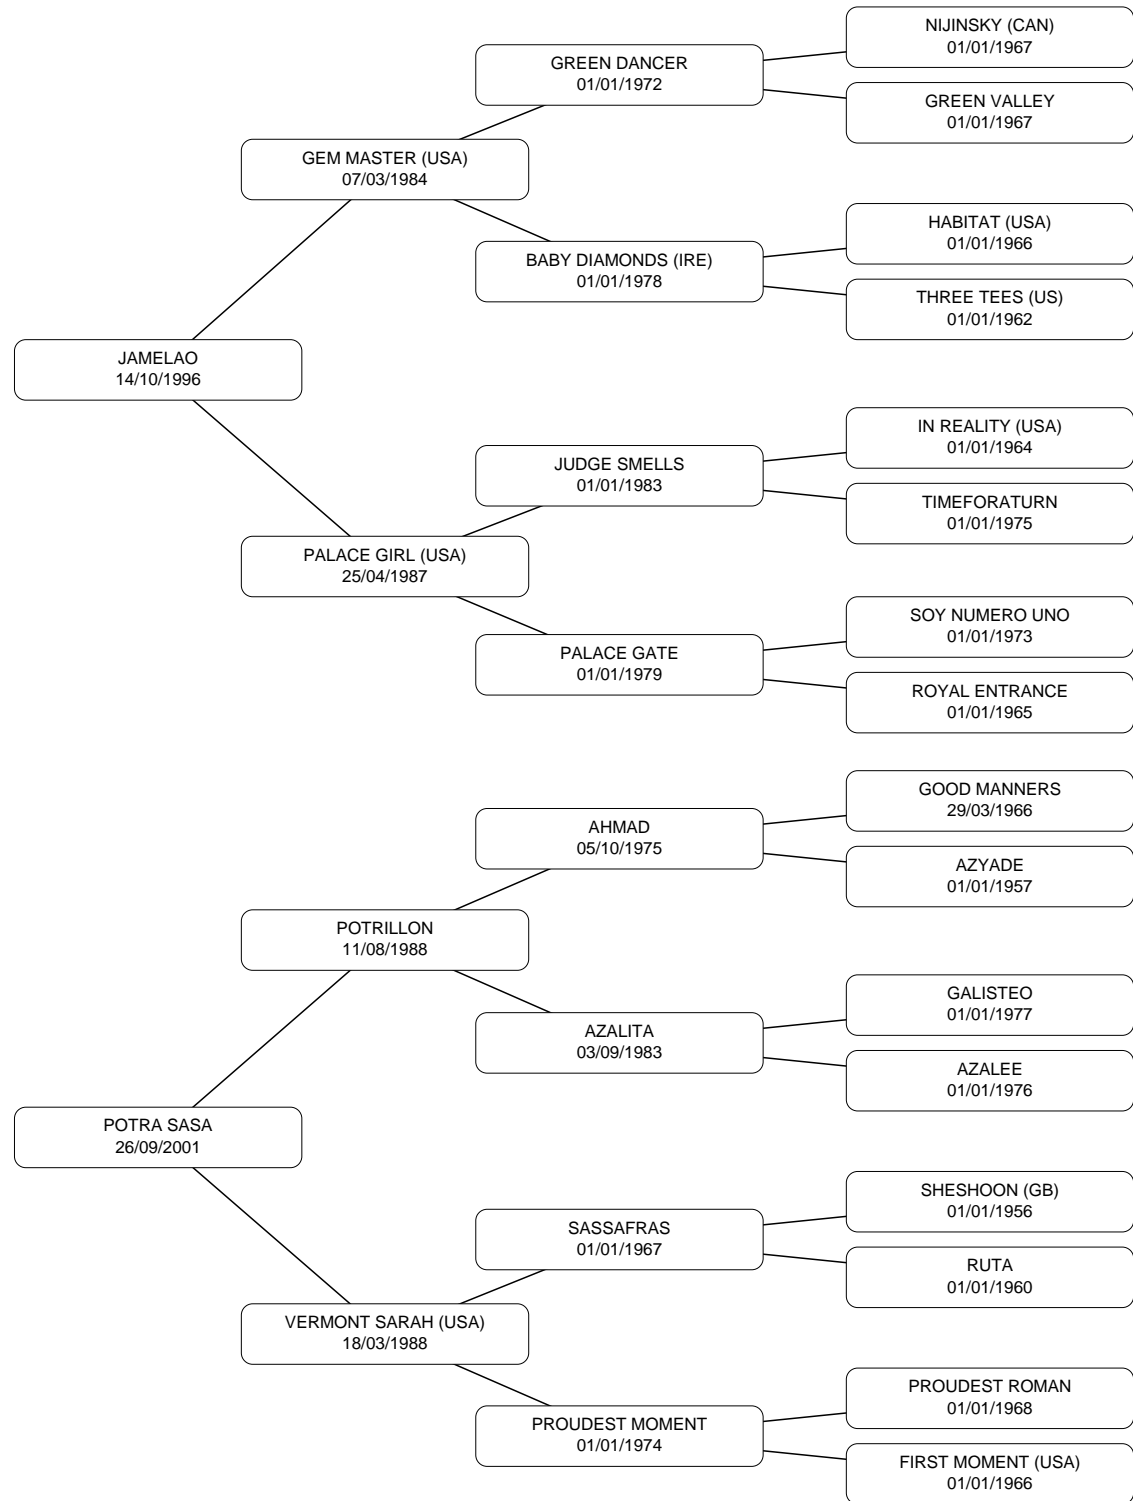 NIJINSKY (CAN)
01/01/1967
GREEN DANCER
01/01/1972
GREEN VALLEY
01/01/1967
GEM MASTER (USA)
07/03/1984
HABITAT (USA)
01/01/1966
BABY DIAMONDS (IRE)
01/01/1978
THREE TEES (US)
01/01/1962
JAMELAO
14/10/1996
IN REALITY (USA)
01/01/1964
JUDGE SMELLS
01/01/1983
TIMEFORATURN
01/01/1975
PALACE GIRL (USA)
25/04/1987
SOY NUMERO UNO
01/01/1973
PALACE GATE
01/01/1979
ROYAL ENTRANCE
01/01/1965
GOOD MANNERS
29/03/1966
AHMAD
05/10/1975
AZYADE
01/01/1957
POTRILLON
11/08/1988
GALISTEO
01/01/1977
AZALITA
03/09/1983
AZALEE
01/01/1976
POTRA SASA
26/09/2001
SHESHOON (GB)
01/01/1956
SASSAFRAS
01/01/1967
RUTA
01/01/1960
VERMONT SARAH (USA)
18/03/1988
PROUDEST ROMAN
01/01/1968
PROUDEST MOMENT
01/01/1974
FIRST MOMENT (USA)
01/01/1966